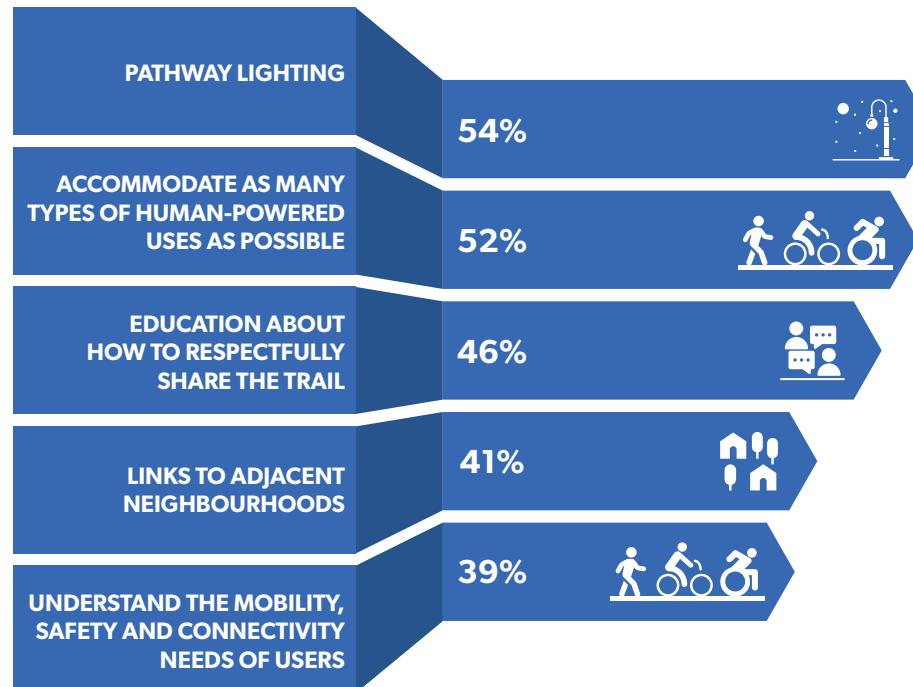 PATHWAY LIGHTING
54%
ACCOMMODATE AS MANY
TYPES OF HUMAN-POWERED
USES AS POSSIBLE
52%
EDUCATION ABOUT
HOW TO RESPECTFULLY
SHARE THE TRAIL
46%
LINKS TO ADJACENT
NEIGHBOURHOODS
41%
UNDERSTAND THE MOBILITY,
SAFETY AND CONNECTIVITY
NEEDS OF USERS
39%